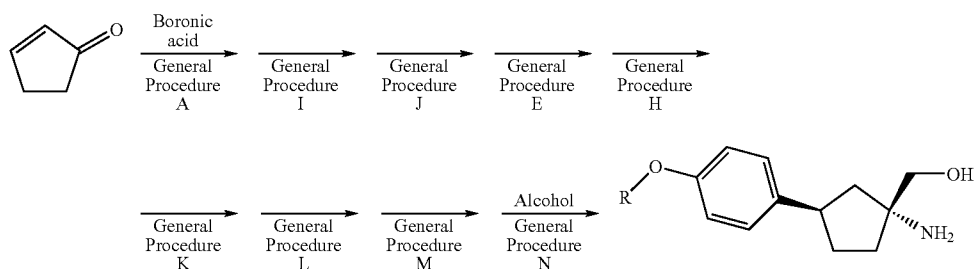 O
Boronic
acid
General
Procedure
A
General
Procedure
I
General
Procedure
J
General
Procedure
E
General
Procedure
H
General
Procedure
K
General
Procedure
L
General
Procedure
M
Alcohol
General
Procedure
N
R
O
OH
NH₂